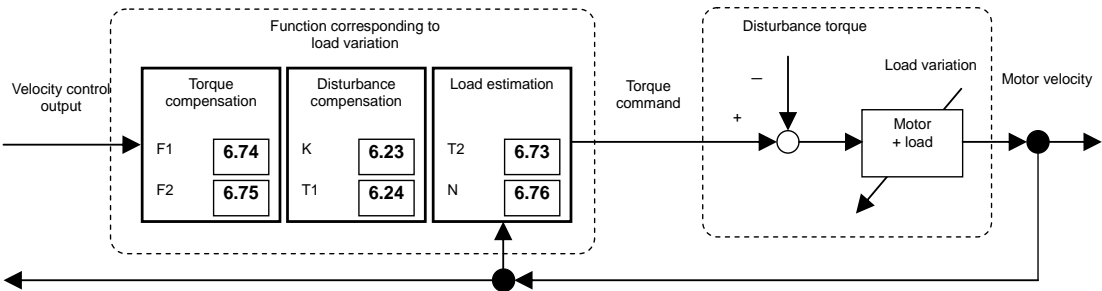 Function corresponding to
load variation
Disturbance torque
Velocity control
output
Torque
compensation
F1 6.74
F2 6.75
Disturbance
compensation
K 6.23
T1 6.24
Load estimation
T2 6.73
N 6.76
Torque
command
+
–
Load variation
Motor
+ load
Motor velocity